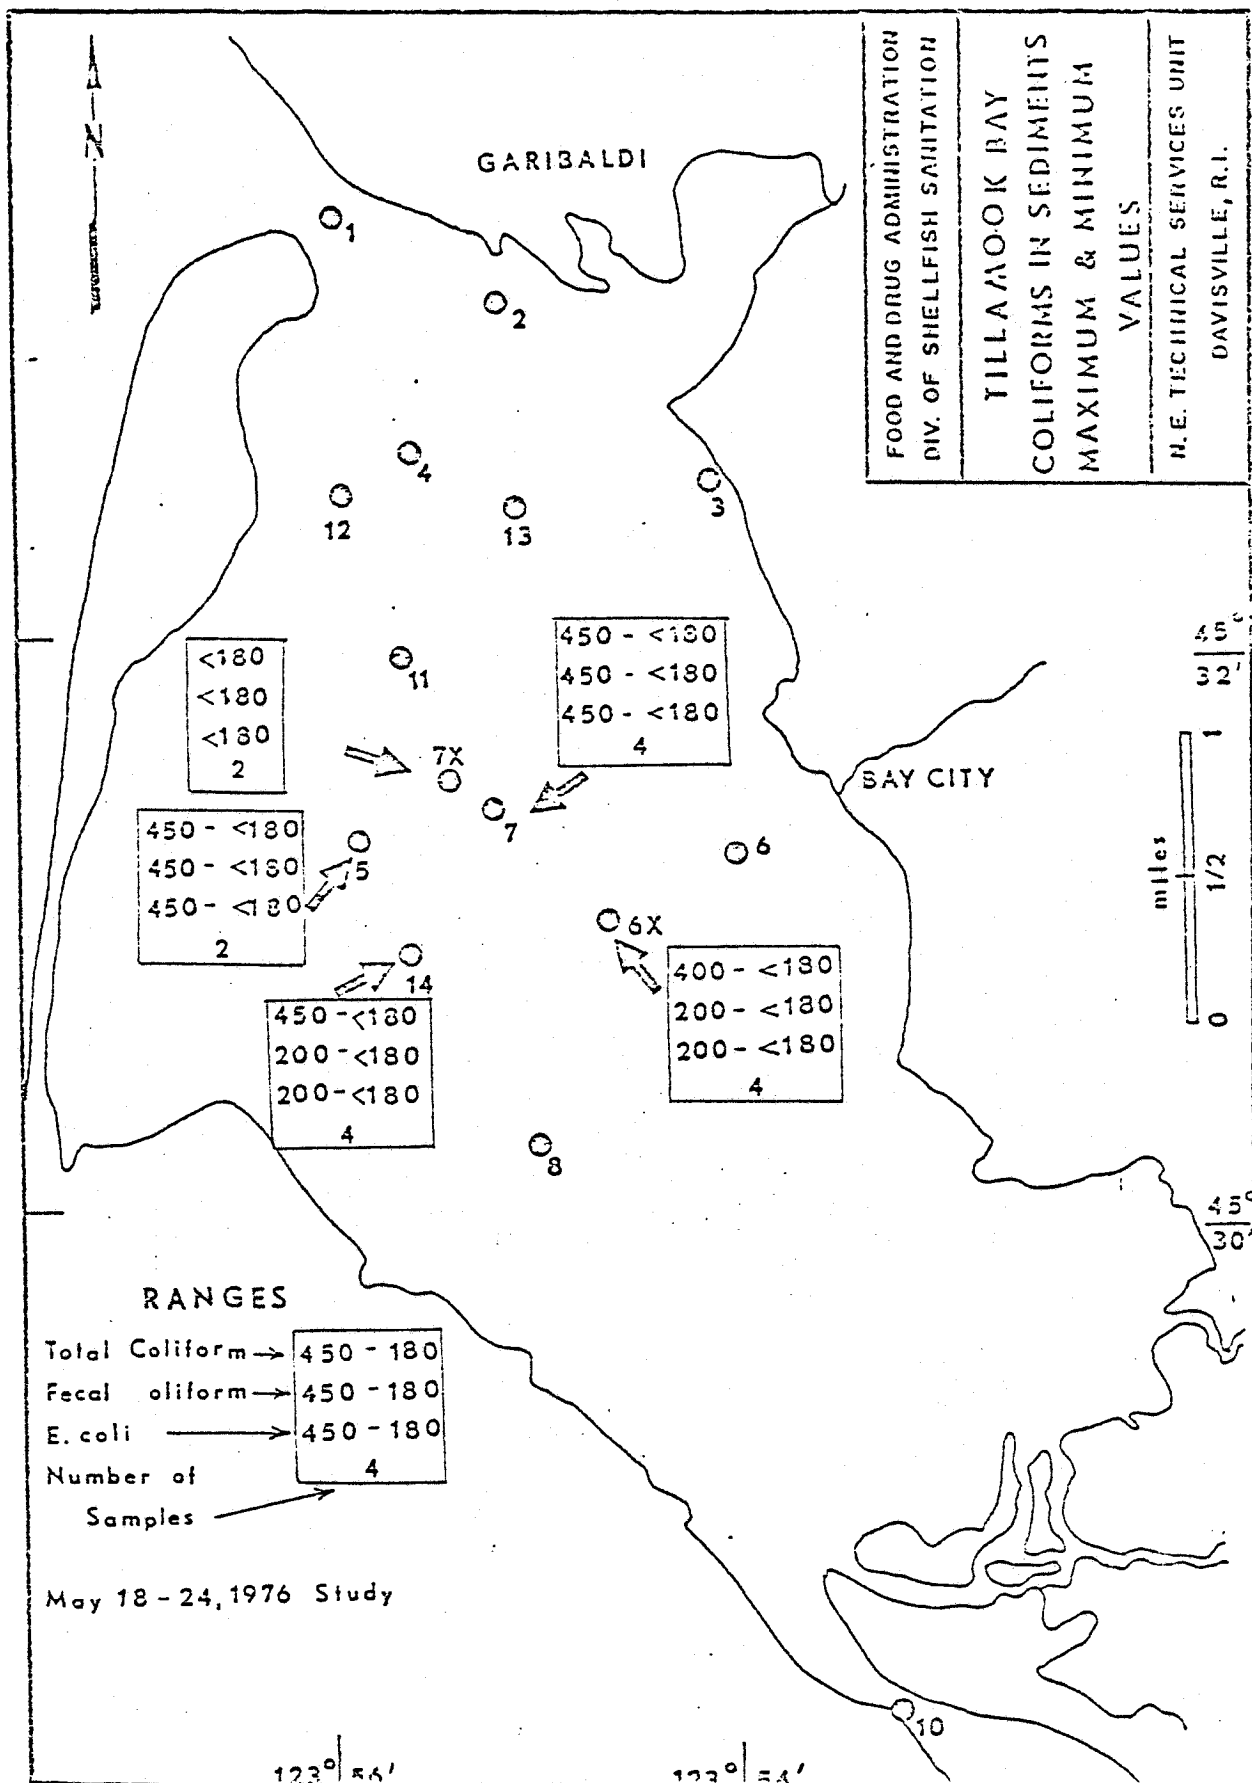 FOOD AND DRUG ADMINISTRATION
DIV. OF SHELLFISH SANITATION
TILLAMOOK BAY
COLIFORMS IN SEDIMENTS
MAXIMUM & MINIMUM
VALUES
N.E. TECHNICAL SERVICES UNIT
DAVISVILLE, R.I.
N
GARIBALDI
1
2
4
12
13
3
11
45°
32'
<180
<180
<180
2
450 - <180
450 - <180
450 - <180
4
7X
7
BAY CITY
450 - <180
450 - <180
450 - <180
2
5
6
6X
14
450 - <180
200 - <180
200 - <180
4
400 - <180
200 - <180
200 - <180
4
miles
1
1/2
0
8
45°
30'
RANGES
Total Coliform → 450 - 180
Fecal oliform → 450 - 180
E. coli → 450 - 180
Number of 4
Samples
May 18 - 24, 1976 Study
10
123° 56'
123° 54'